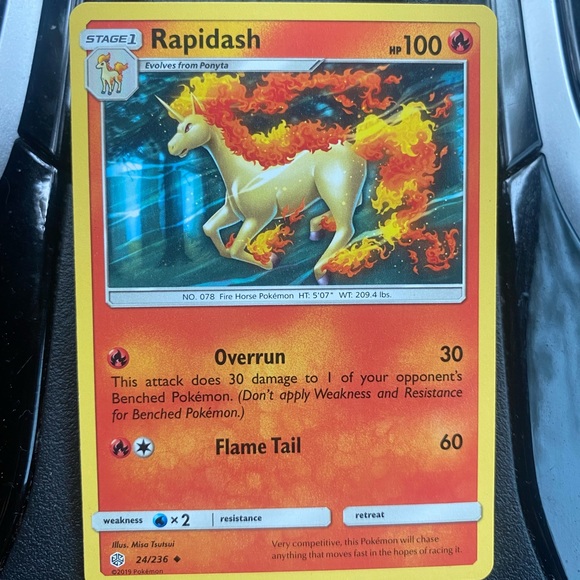 STAGE 1 Rapidash HP 100
Evolves from Ponyta
NO. 078 Fire Horse Pokémon HT: 5'07" WT: 209.4 lbs.
Overrun 30
This attack does 30 damage to 1 of your opponent's
Benched Pokémon. (Don't apply Weakness and Resistance
for Benched Pokémon.)
Flame Tail 60
weakness ×2 resistance retreat
Illus. Misa Tsutsui
24/236
©2019 Pokémon
Very competitive, this Pokémon will chase
anything that moves fast in the hopes of racing it.